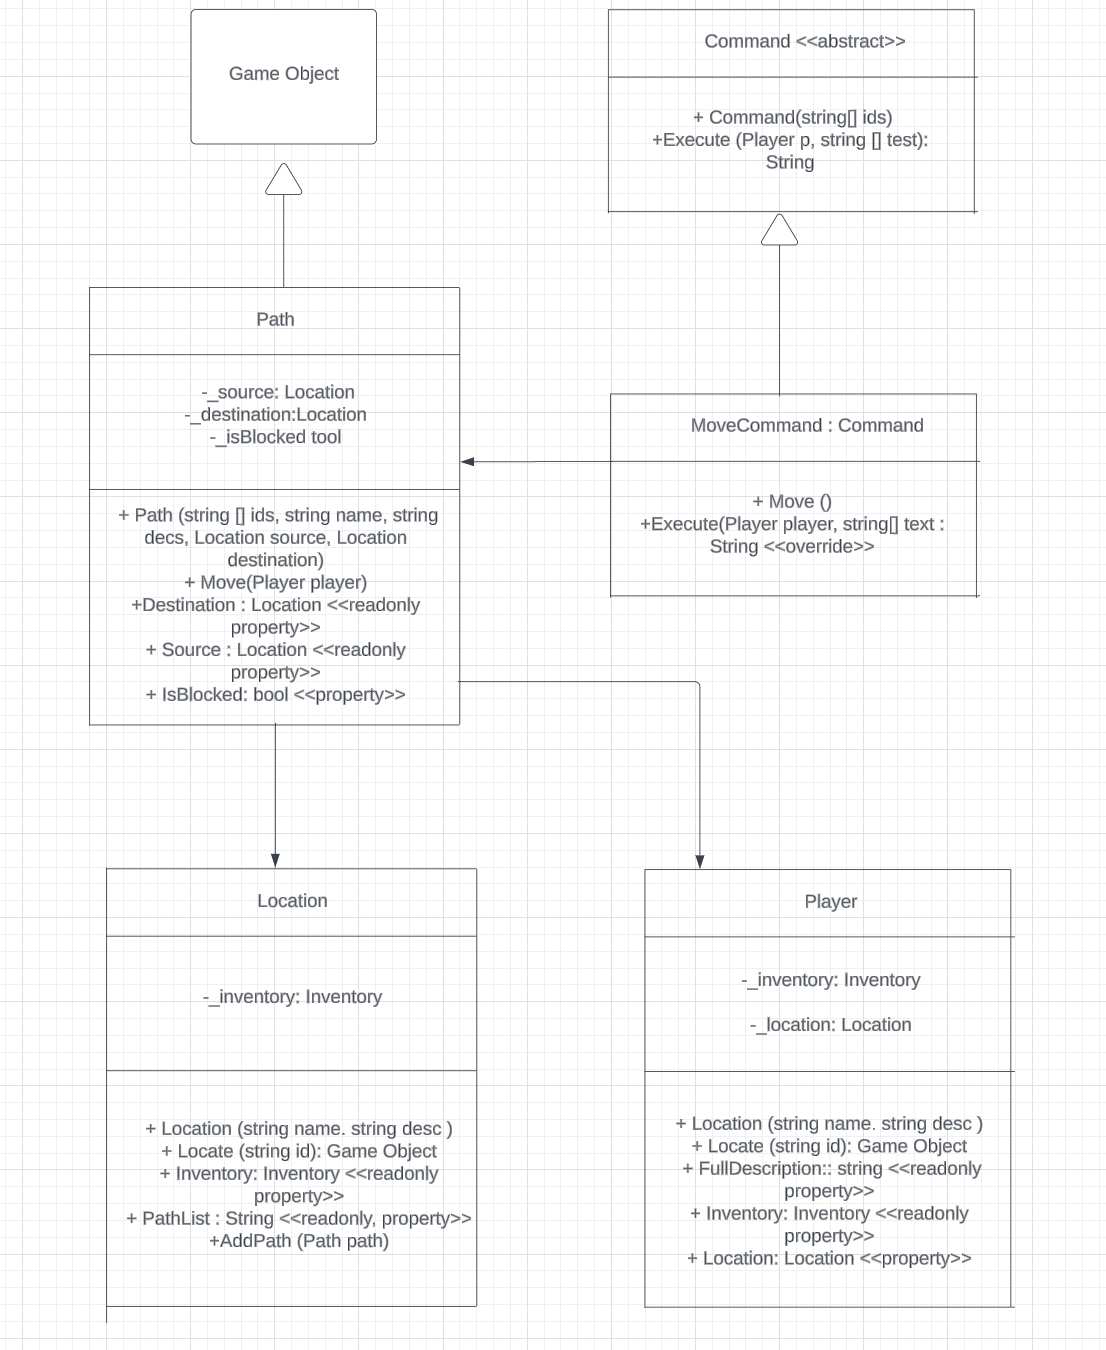 Game Object
Command <<abstract>>
+ Command(string[] ids)
+Execute (Player p, string [] test):
String
Path
-_source: Location
-_destination:Location
-_isBlocked tool
+ Path (string [] ids, string name, string
decs, Location source, Location
destination)
+ Move(Player player)
+Destination : Location <<readonly
property>>
+ Source : Location <<readonly
property>>
+ IsBlocked: bool <<property>>
MoveCommand : Command
+ Move ()
+Execute(Player player, string[] text :
String <<override>>
Location
-_inventory: Inventory
+ Location (string name. string desc )
+ Locate (string id): Game Object
+ Inventory: Inventory <<readonly
property>>
+ PathList : String <<readonly, property>>
+AddPath (Path path)
Player
-_inventory: Inventory
-_location: Location
+ Location (string name. string desc )
+ Locate (string id): Game Object
+ FullDescription:: string <<readonly
property>>
+ Inventory: Inventory <<readonly
property>>
+ Location: Location <<property>>